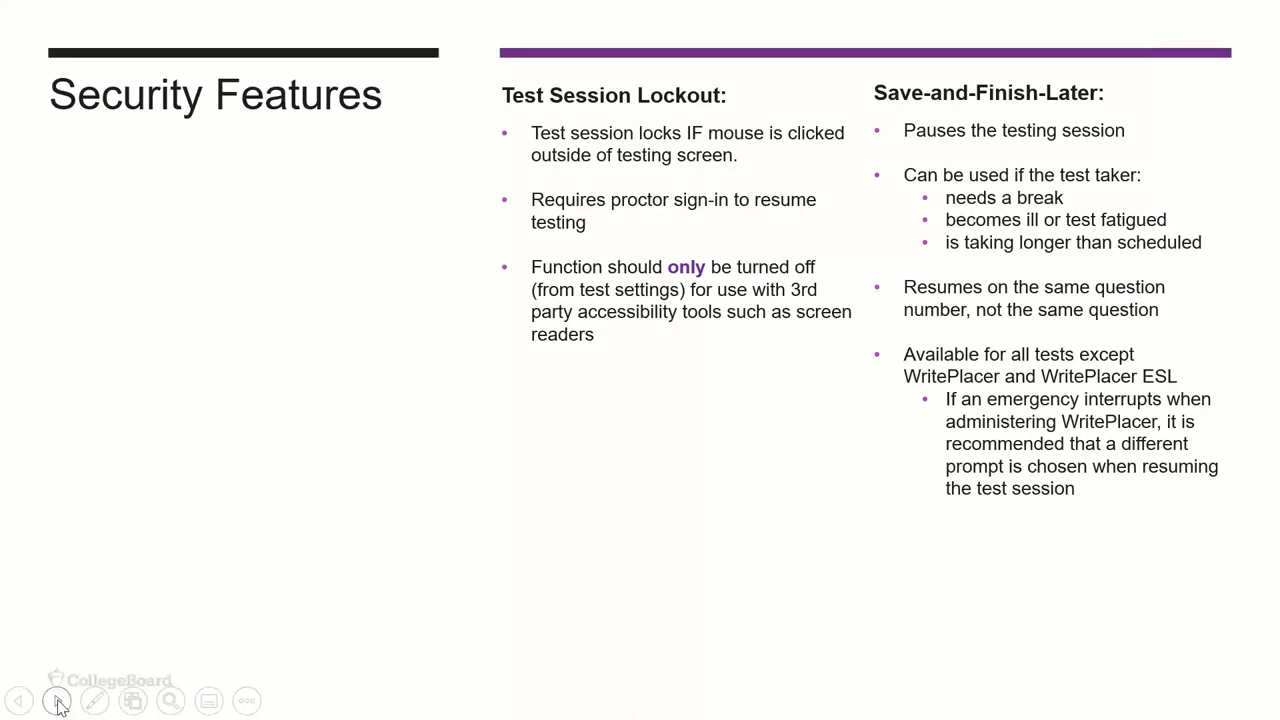 Security Features
Test Session Lockout:
• Test session locks IF mouse is clicked
outside of testing screen.
• Requires proctor sign-in to resume
testing
• Function should only be turned off
(from test settings) for use with 3rd
party accessibility tools such as screen
readers
Save-and-Finish-Later:
• Pauses the testing session
• Can be used if the test taker:
• needs a break
• becomes ill or test fatigued
• is taking longer than scheduled
• Resumes on the same question
number, not the same question
• Available for all tests except
WritePlacer and WritePlacer ESL
• If an emergency interrupts when
administering WritePlacer, it is
recommended that a different
prompt is chosen when resuming
the test session
CollegeBoard